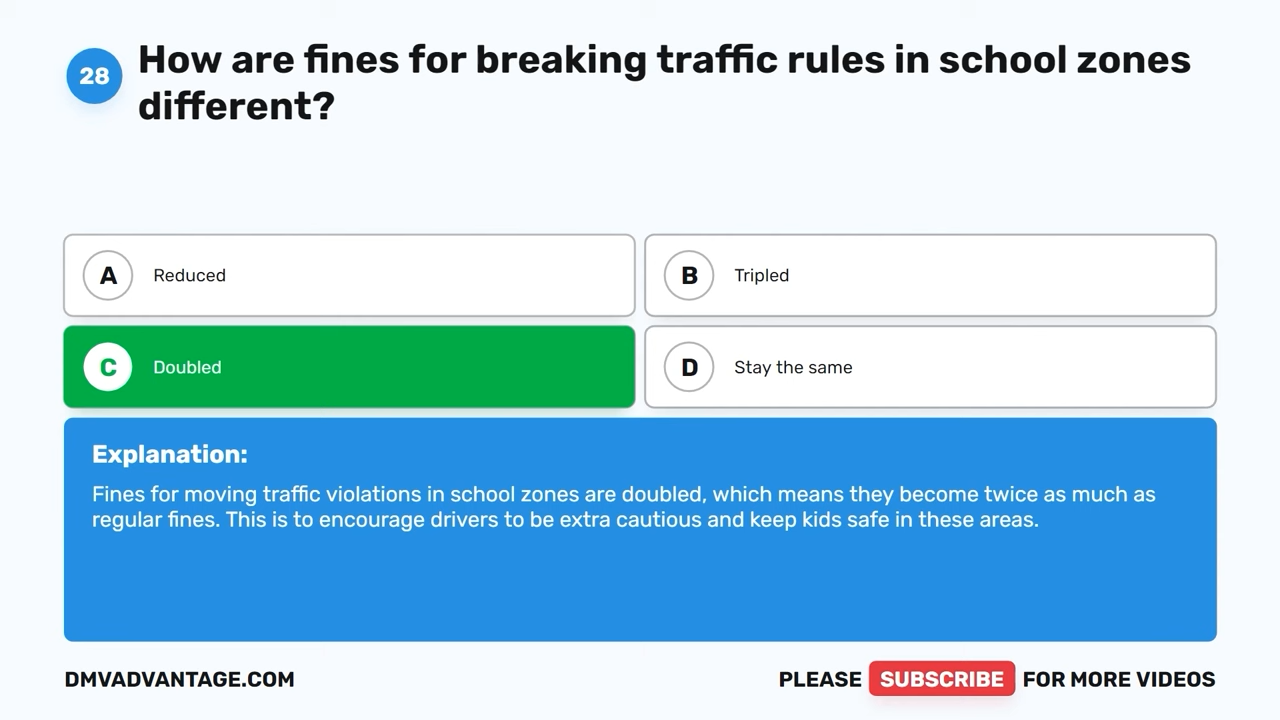 28
How are fines for breaking traffic rules in school zones
different?
A Reduced
B Tripled
C Doubled
D Stay the same
Explanation:
Fines for moving traffic violations in school zones are doubled, which means they become twice as much as
regular fines. This is to encourage drivers to be extra cautious and keep kids safe in these areas.
DMVADVANTAGE.COM
PLEASE SUBSCRIBE FOR MORE VIDEOS